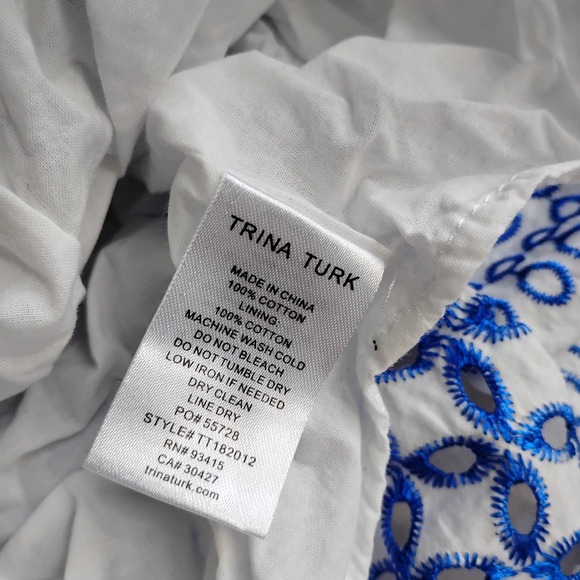 TRINA TURK
MADE IN CHINA
100% COTTON
LINING:
100% COTTON
MACHINE WASH COLD
DO NOT BLEACH
DO NOT TUMBLE DRY
LOW IRON IF NEEDED
DRY CLEAN
LINE DRY
PO# 55728
STYLE# TT182012
RN# 93415
CA# 30427
trinaturk.com